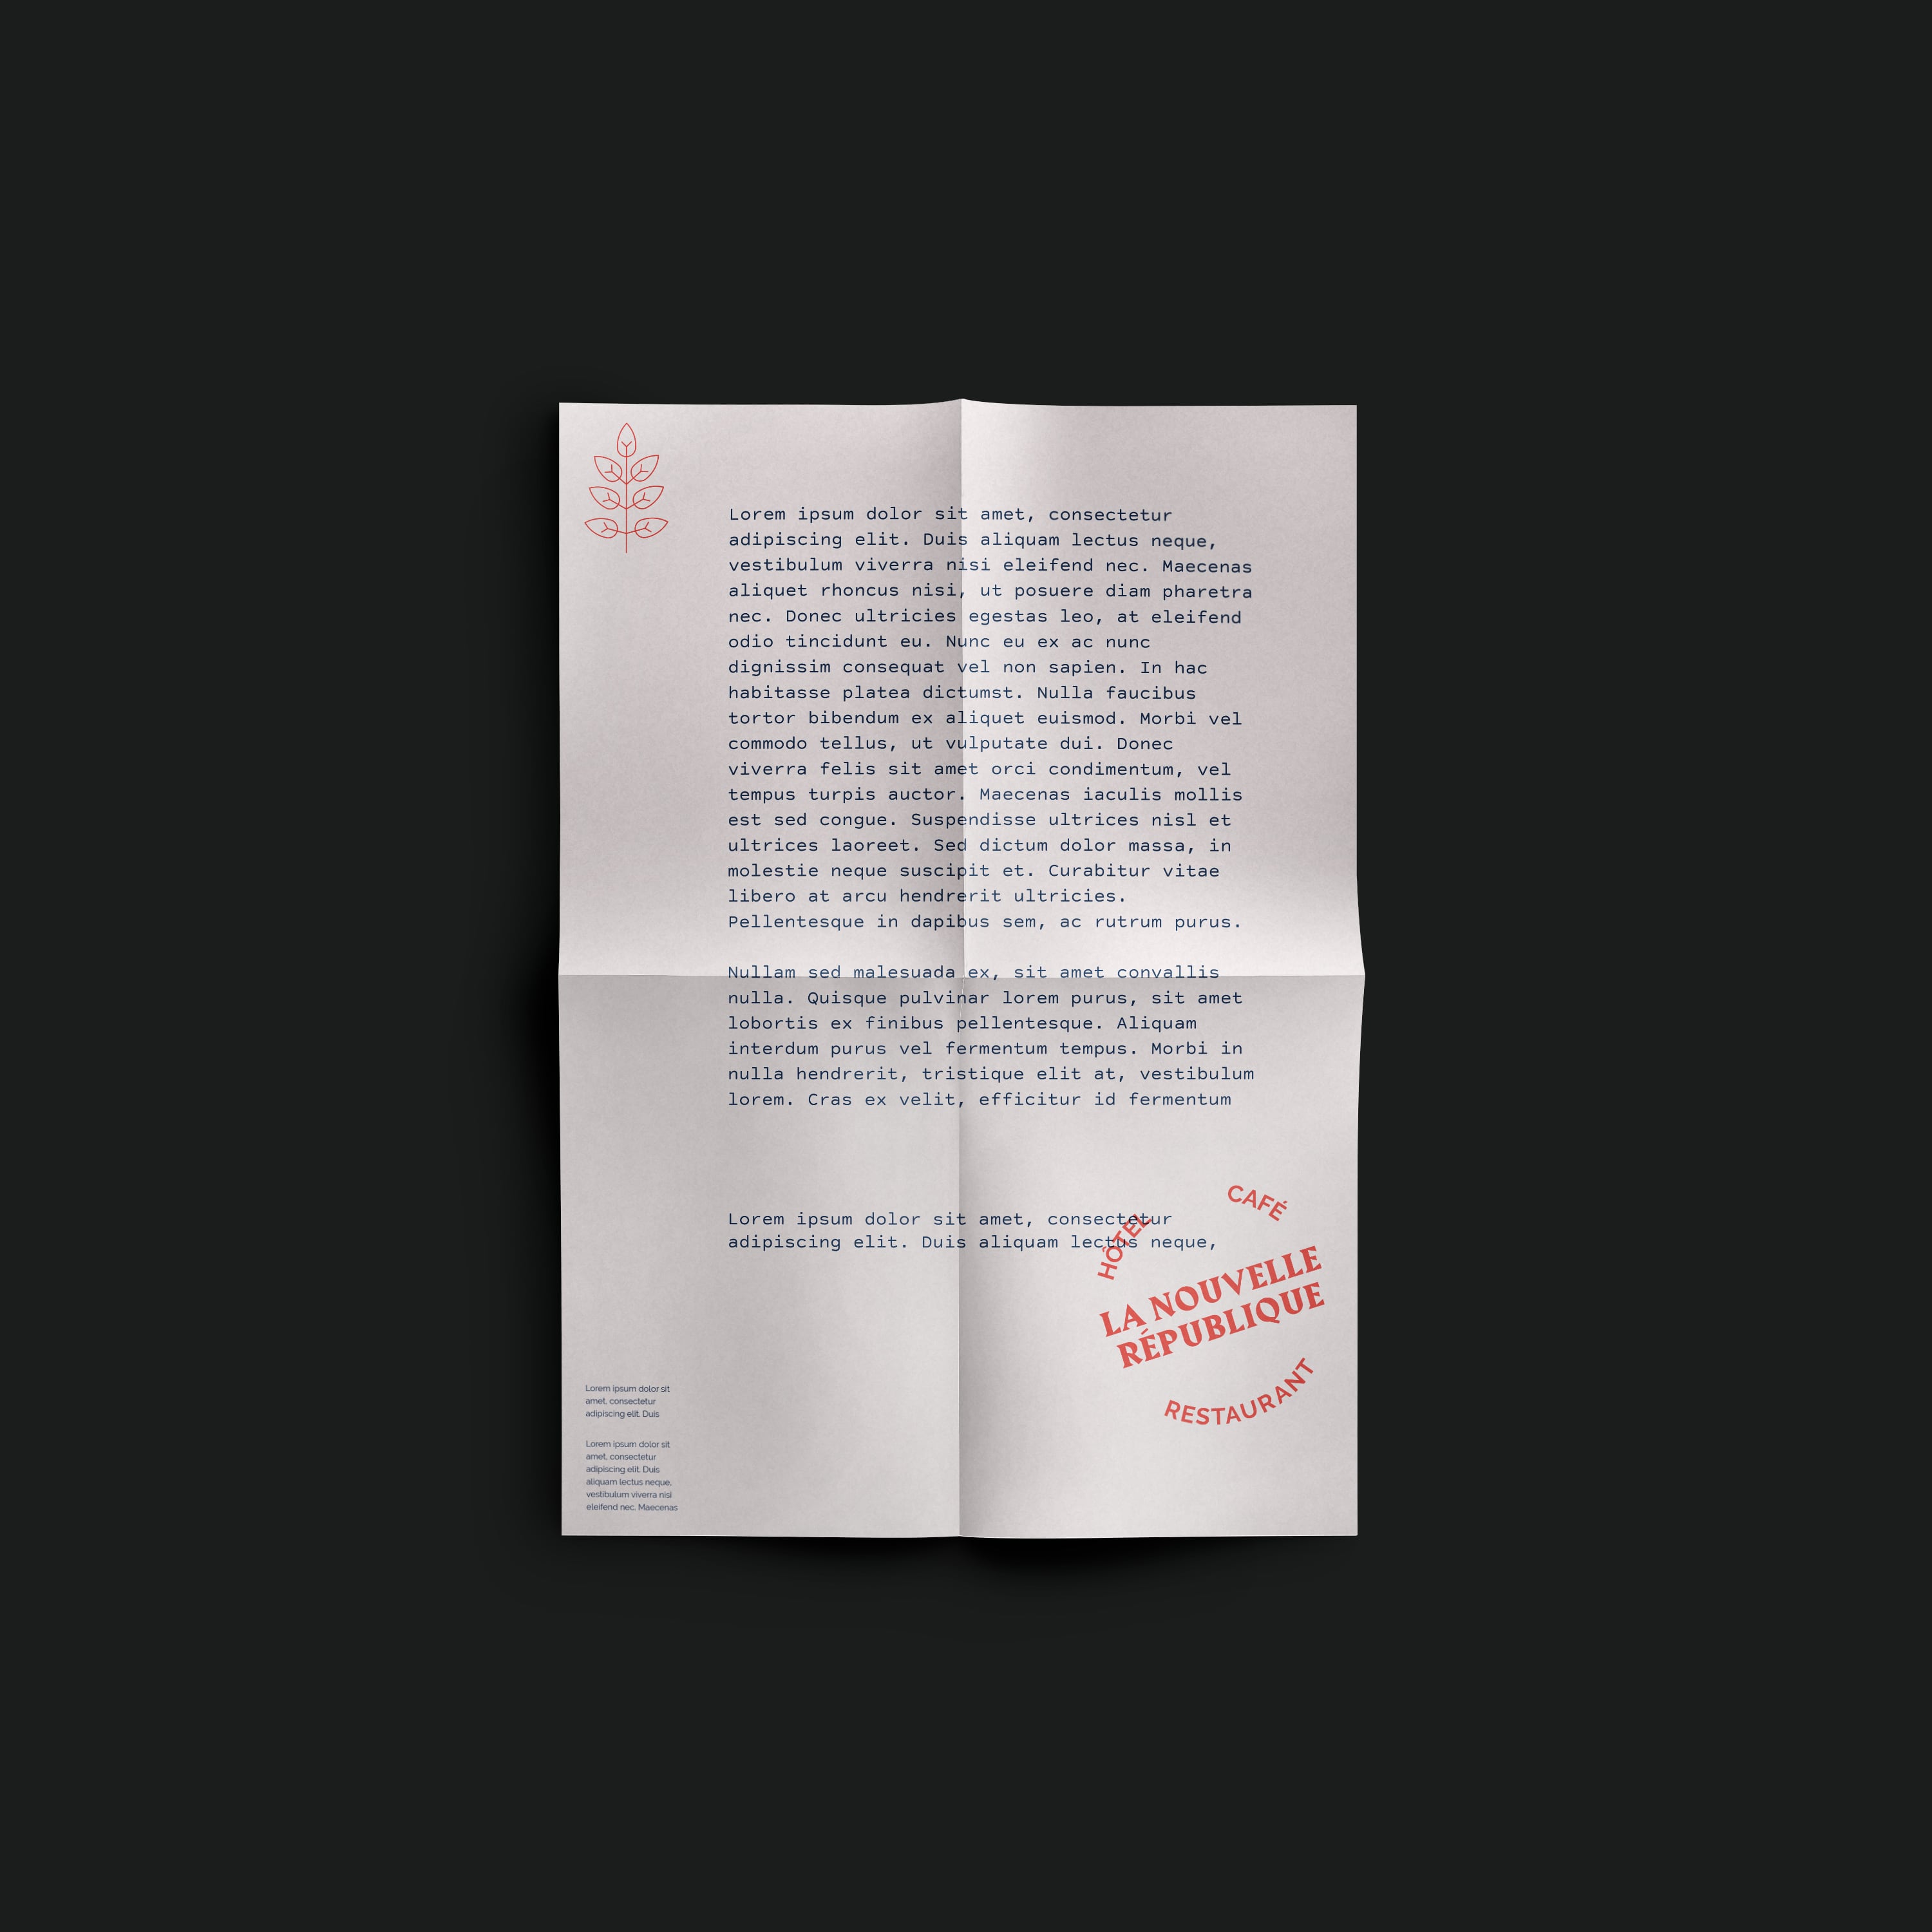 Lorem ipsum dolor sit amet, consectetur
adipiscing elit. Duis aliquam lectus neque,
vestibulum viverra nisi eleifend nec. Maecenas
aliquet rhoncus nisi, ut posuere diam pharetra
nec. Donec ultricies egestas leo, at eleifend
odio tincidunt eu. Nunc eu ex ac nunc
dignissim consequat vel non sapien. In hac
habitasse platea dictumst. Nulla faucibus
tortor bibendum ex aliquet euismod. Morbi vel
commodo tellus, ut vulputate dui. Donec
viverra felis sit amet orci condimentum, vel
tempus turpis auctor. Maecenas iaculis mollis
est sed congue. Suspendisse ultrices nisl et
ultrices laoreet. Sed dictum dolor massa, in
molestie neque suscipit et. Curabitur vitae
libero at arcu hendrerit ultricies.
Pellentesque in dapibus sem, ac rutrum purus.
Nullam sed malesuada ex, sit amet convallis
nulla. Quisque pulvinar lorem purus, sit amet
lobortis ex finibus pellentesque. Aliquam
interdum purus vel fermentum tempus. Morbi in
nulla hendrerit, tristique elit at, vestibulum
lorem. Cras ex velit, efficitur id fermentum
Lorem ipsum dolor sit amet, consectetur
adipiscing elit. Duis aliquam lectus neque,
HÔTEL
CAFÉ
LA NOUVELLE
RÉPUBLIQUE
RESTAURANT
Lorem ipsum dolor sit
amet, consectetur
adipiscing elit. Duis
Lorem ipsum dolor sit
amet, consectetur
adipiscing elit. Duis
aliquam lectus neque,
vestibulum viverra nisi
eleifend nec. Maecenas